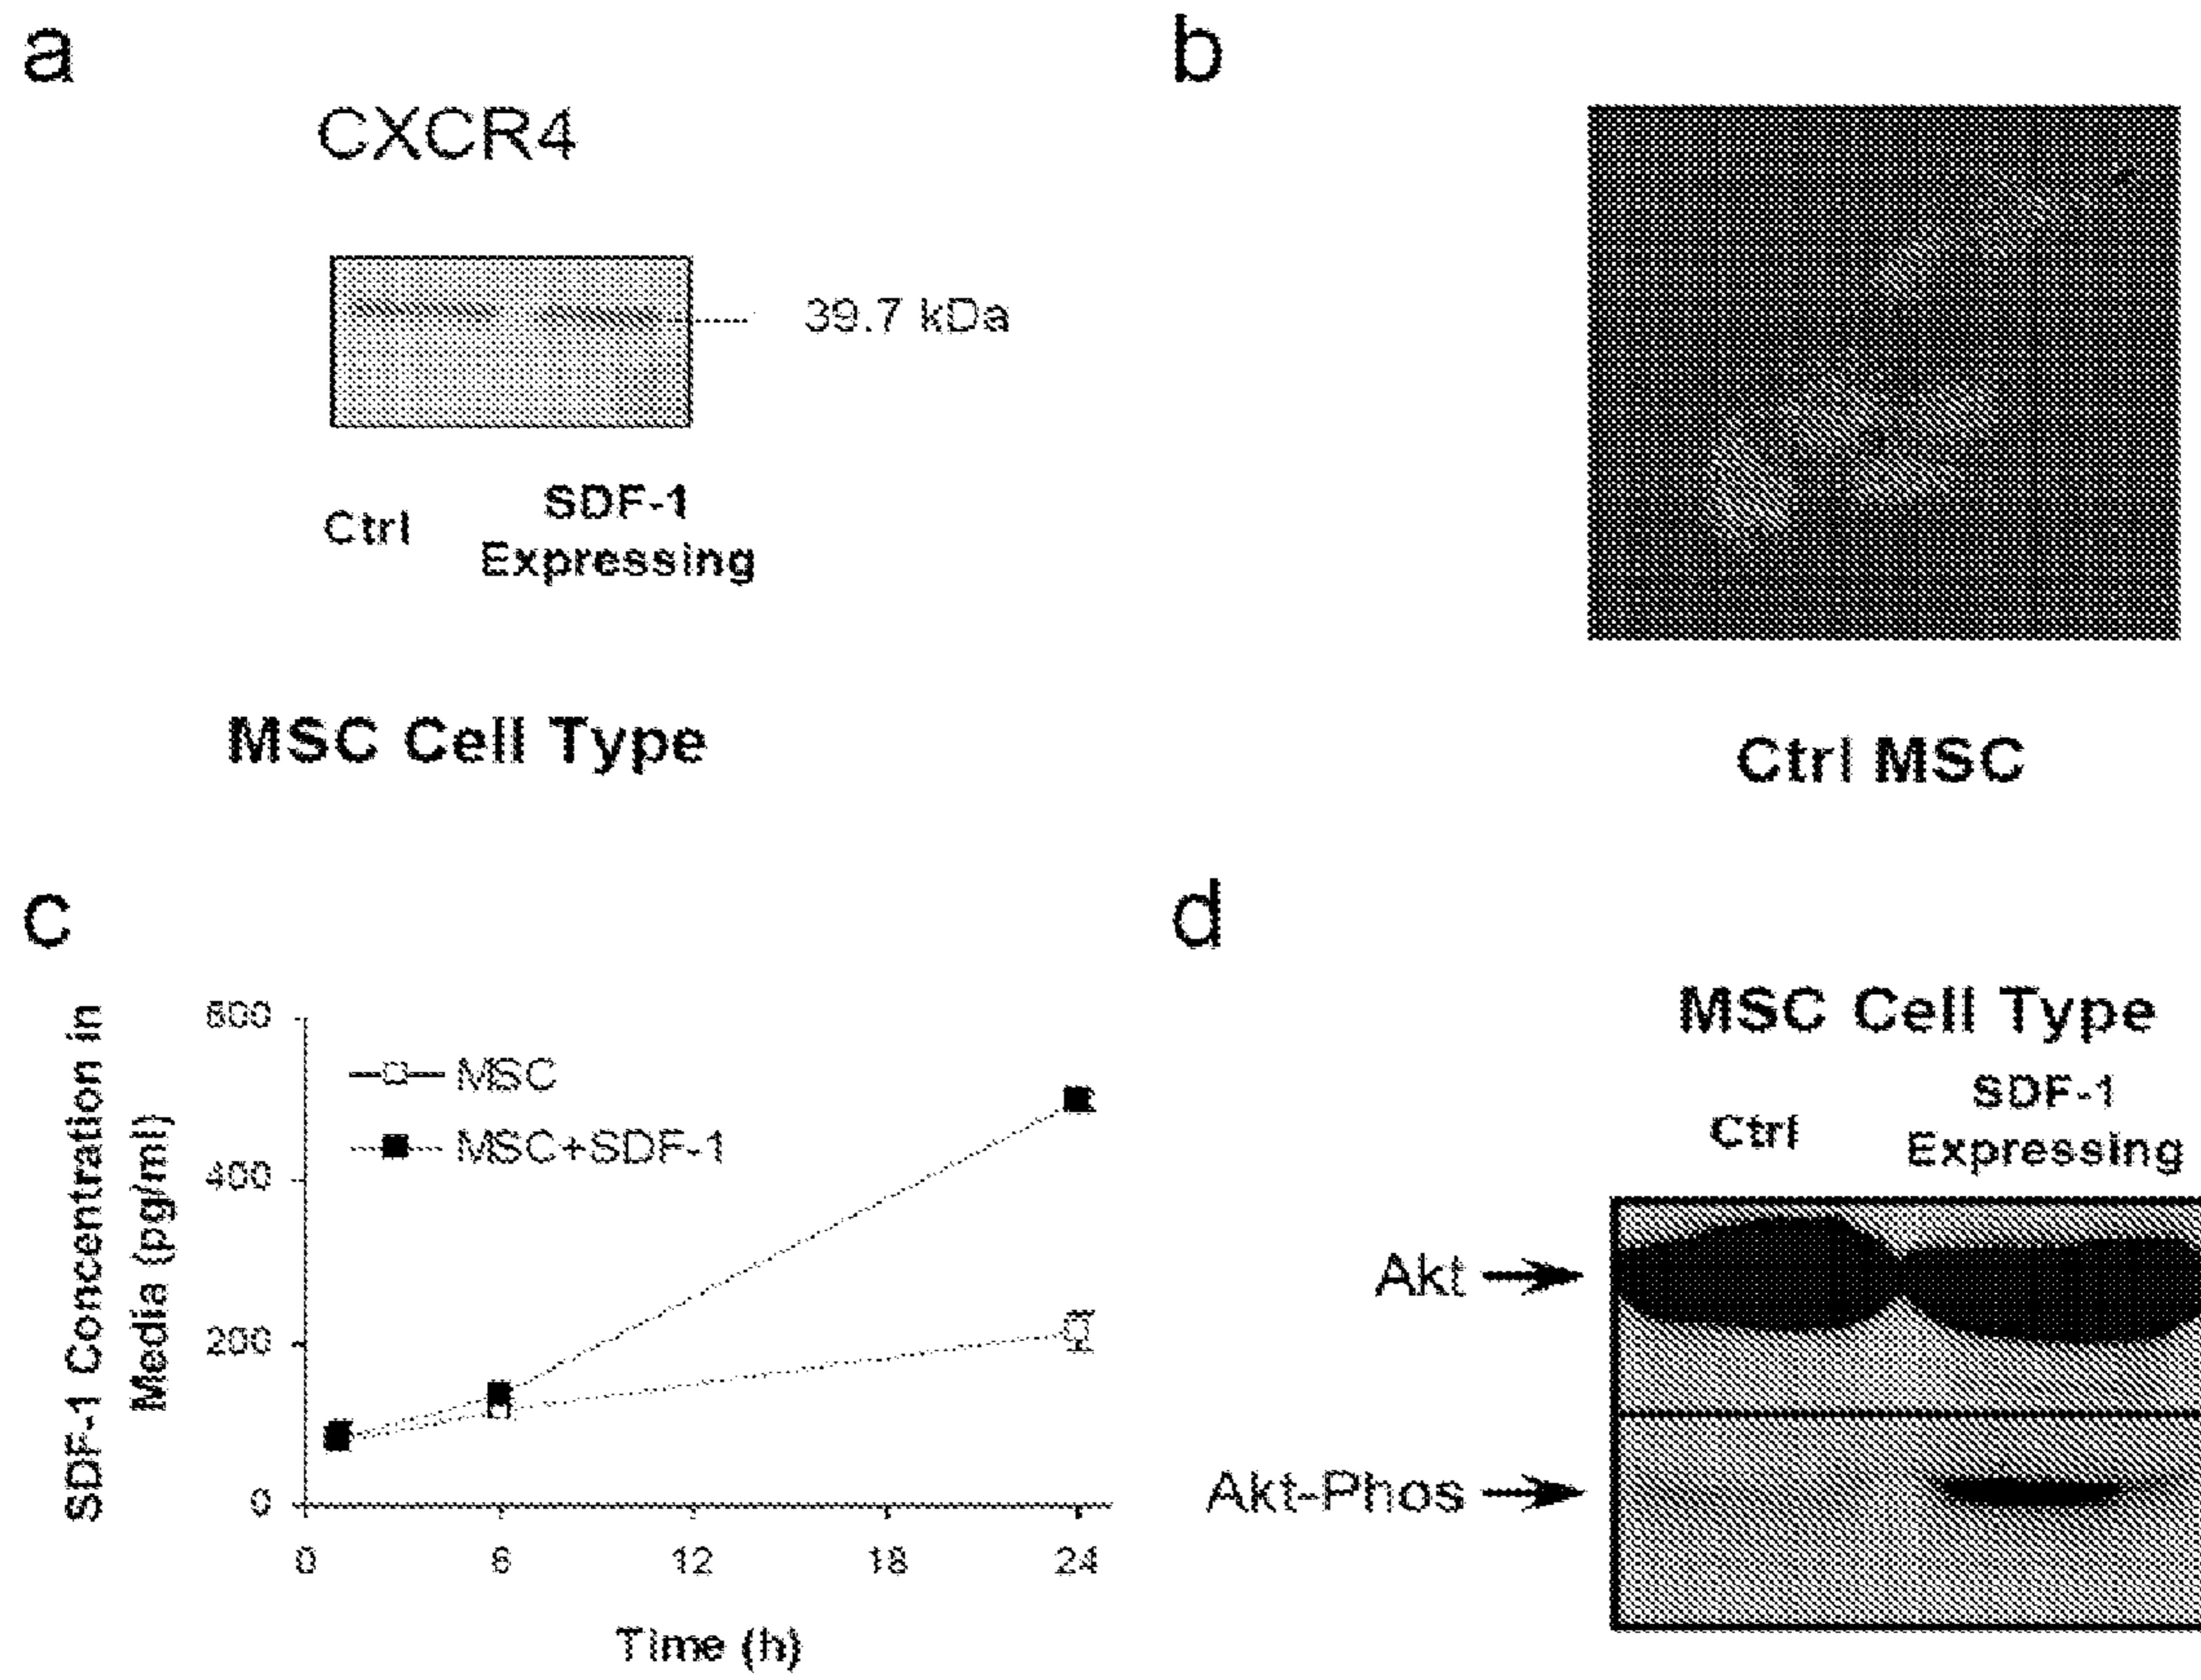 a
CXCR4
39.7 kDa
Ctrl
SDF-1
Expressing
MSC Cell Type
b
Ctrl MSC
c
SDF-1 Concentration in
Media (pg/ml)
600
400
200
0
MSC
MSC+SDF-1
0 6 12 18 24
Time (h)
d
MSC Cell Type
Ctrl
SDF-1
Expressing
Akt
Akt-Phos